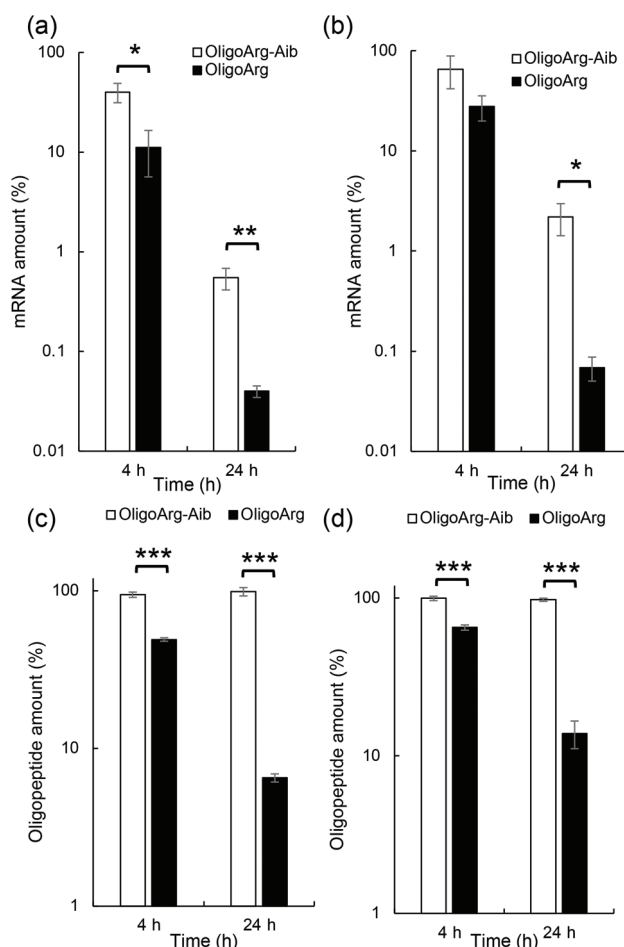 (a)
OligoArg-Aib
OligoArg
*
**
100
10
1
0.1
0.01
mRNA amount (%)
4 h
24 h
Time (h)
(b)
OligoArg-Aib
OligoArg
*
100
10
1
0.1
0.01
mRNA amount (%)
4 h
24 h
Time (h)
(c)
OligoArg-Aib OligoArg
***
***
100
10
1
Oligopeptide amount (%)
4 h
24 h
Time (h)
(d)
OligoArg-Aib OligoArg
***
***
100
10
1
Oligopeptide amount (%)
4 h
24 h
Time (h)